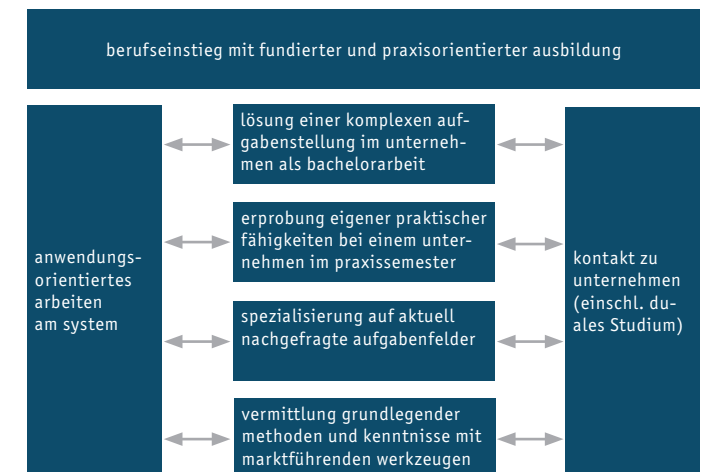 berufseinstieg mit fundierter und praxisorientierter ausbildung
anwendungs-
orientiertes
arbeiten
am system
lösung einer komplexen auf-
gabenstellung im unterneh-
men als bachelorarbeit
erprobung eigener praktischer
fähigkeiten bei einem unter-
nehmen im praxissemester
spezialisierung auf aktuell
nachgefragte aufgabenfelder
vermittlung grundlegender
methoden und kenntnisse mit
marktführenden werkzeugen
kontakt zu
unternehmen
(einschl. du-
ales Studium)